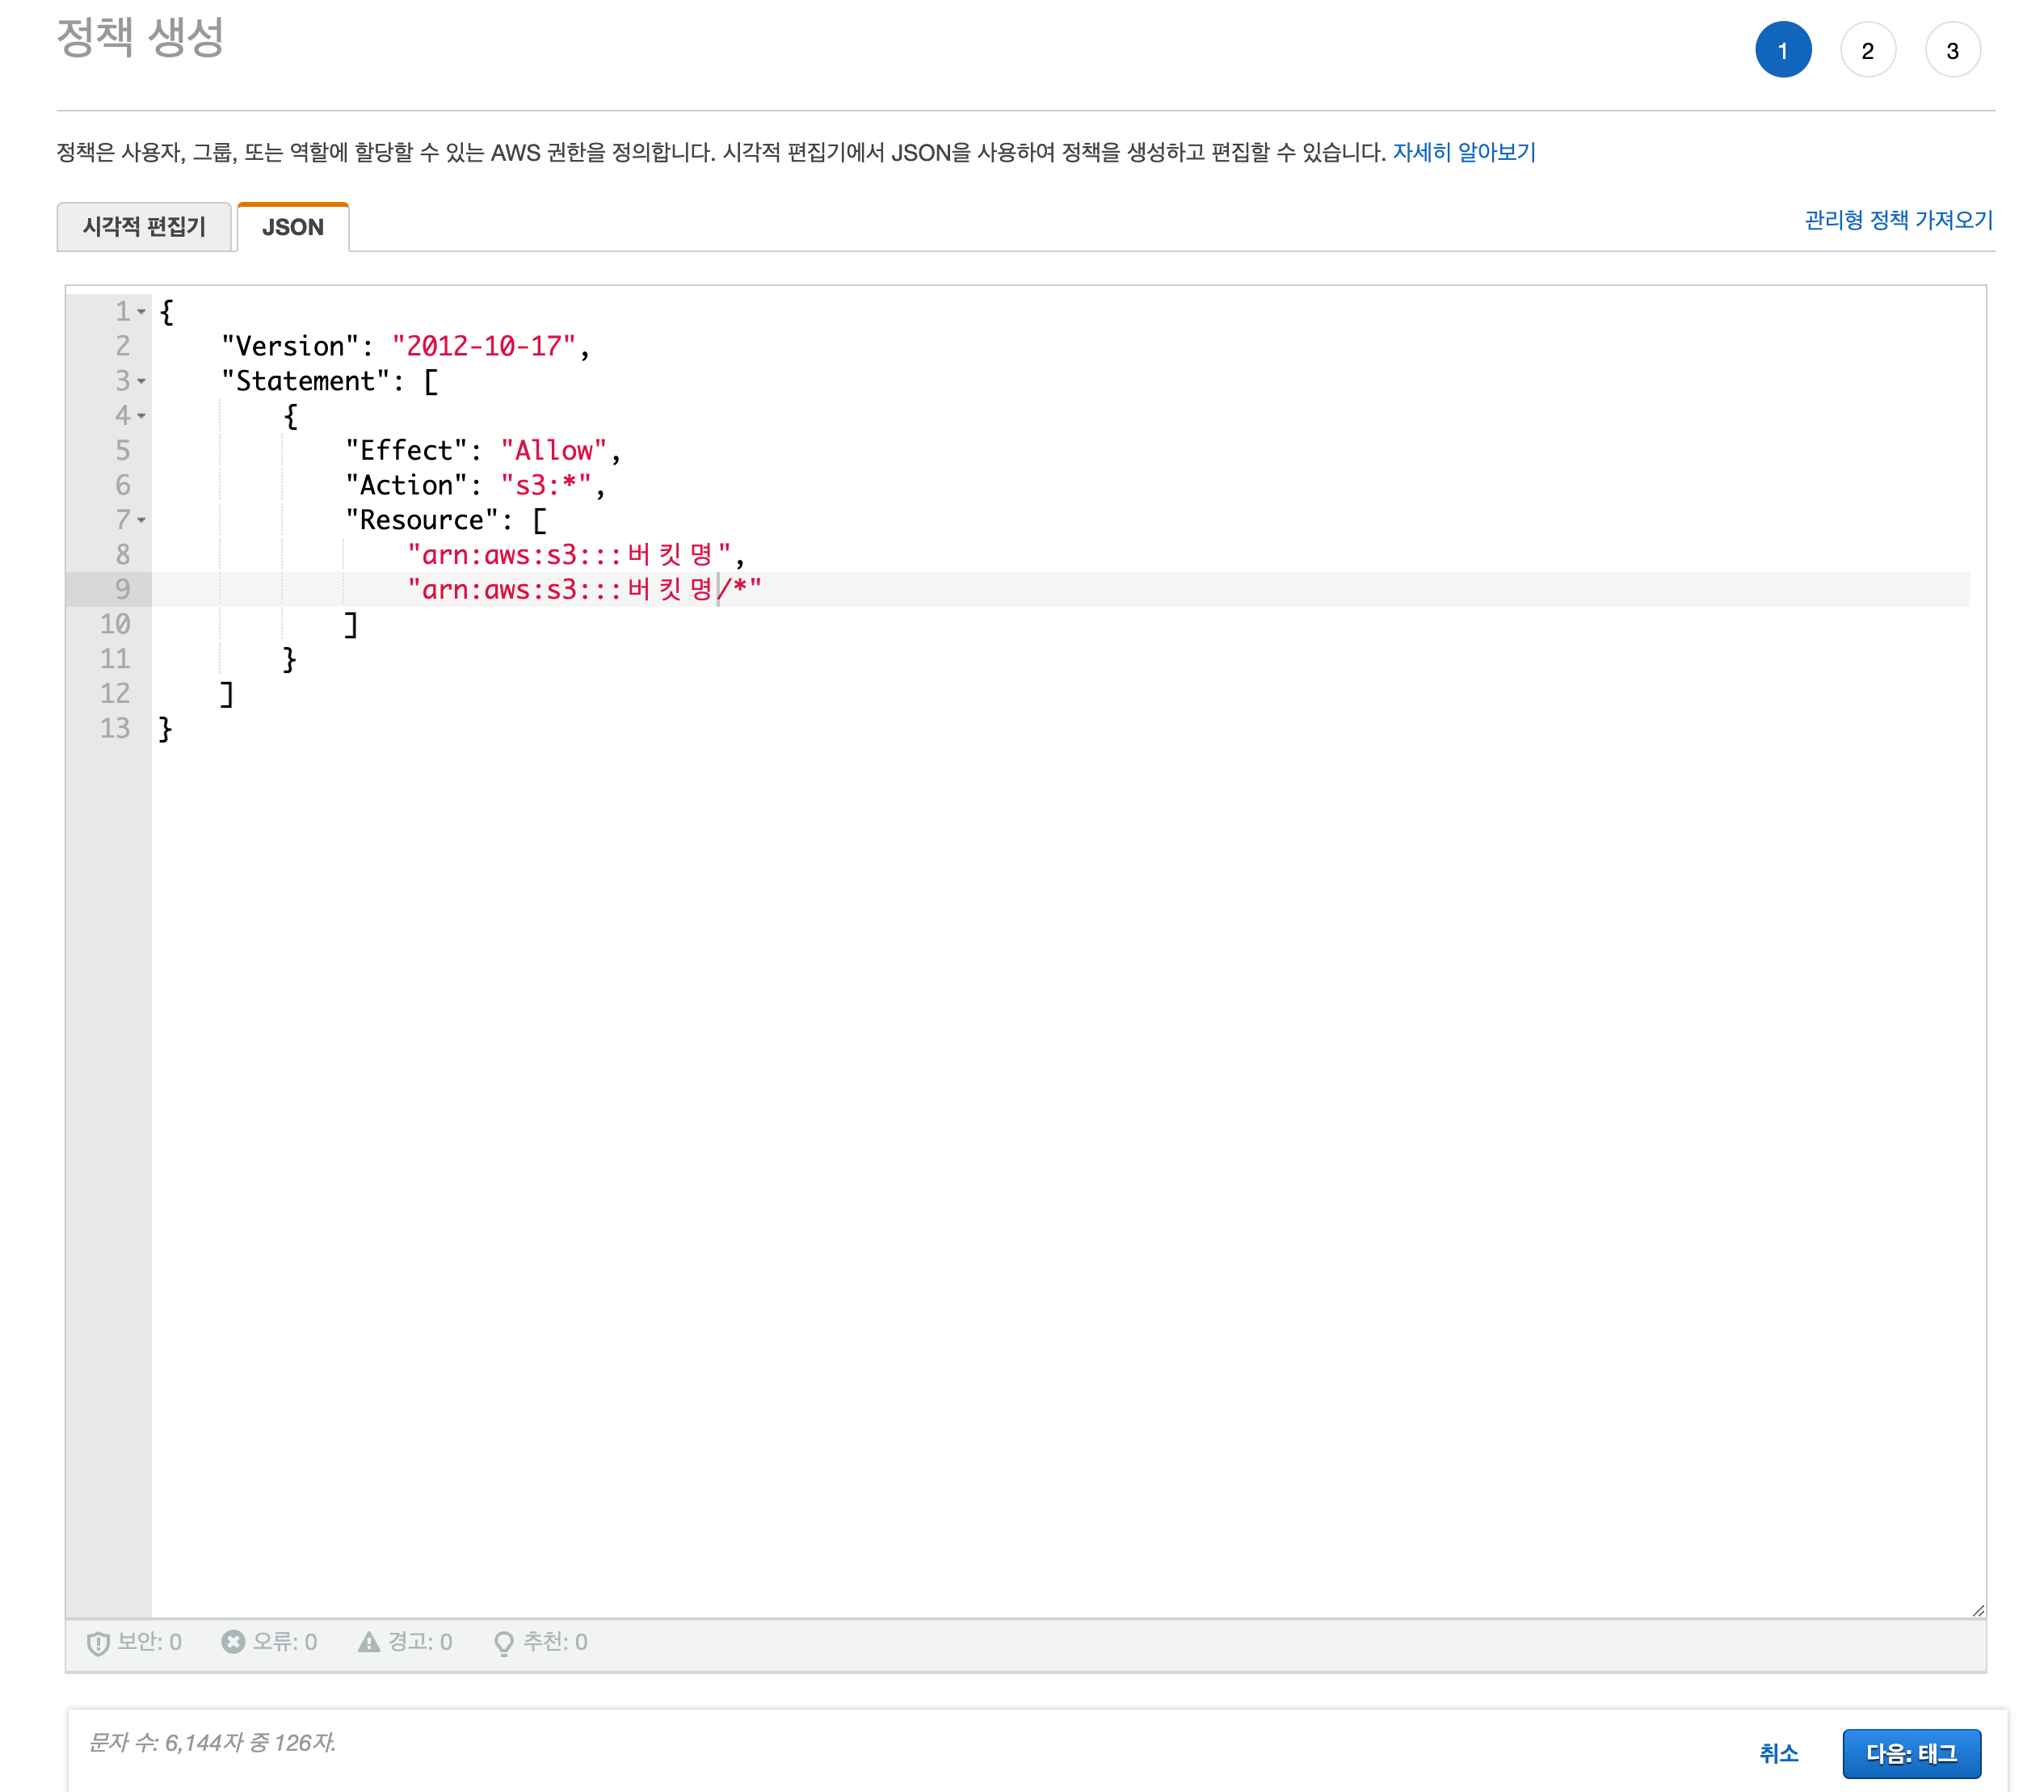 정책 생성
1 2 3
정책은 사용자, 그룹, 또는 역할에 할당할 수 있는 AWS 권한을 정의합니다. 시각적 편집기에서 JSON을 사용하여 정책을 생성하고 편집할 수 있습니다. 자세히 알아보기
시각적 편집기 JSON 관리형 정책 가져오기
1 {
2     "Version": "2012-10-17",
3     "Statement": [
4         {
5             "Effect": "Allow",
6             "Action": "s3:*",
7             "Resource": [
8                 "arn:aws:s3:::버킷명",
9                 "arn:aws:s3:::버킷명/*"
10             ]
11         }
12     ]
13 }
보안: 0 오류: 0 경고: 0 추천: 0
문자 수: 6,144자 중 126자.
취소 다음: 태그